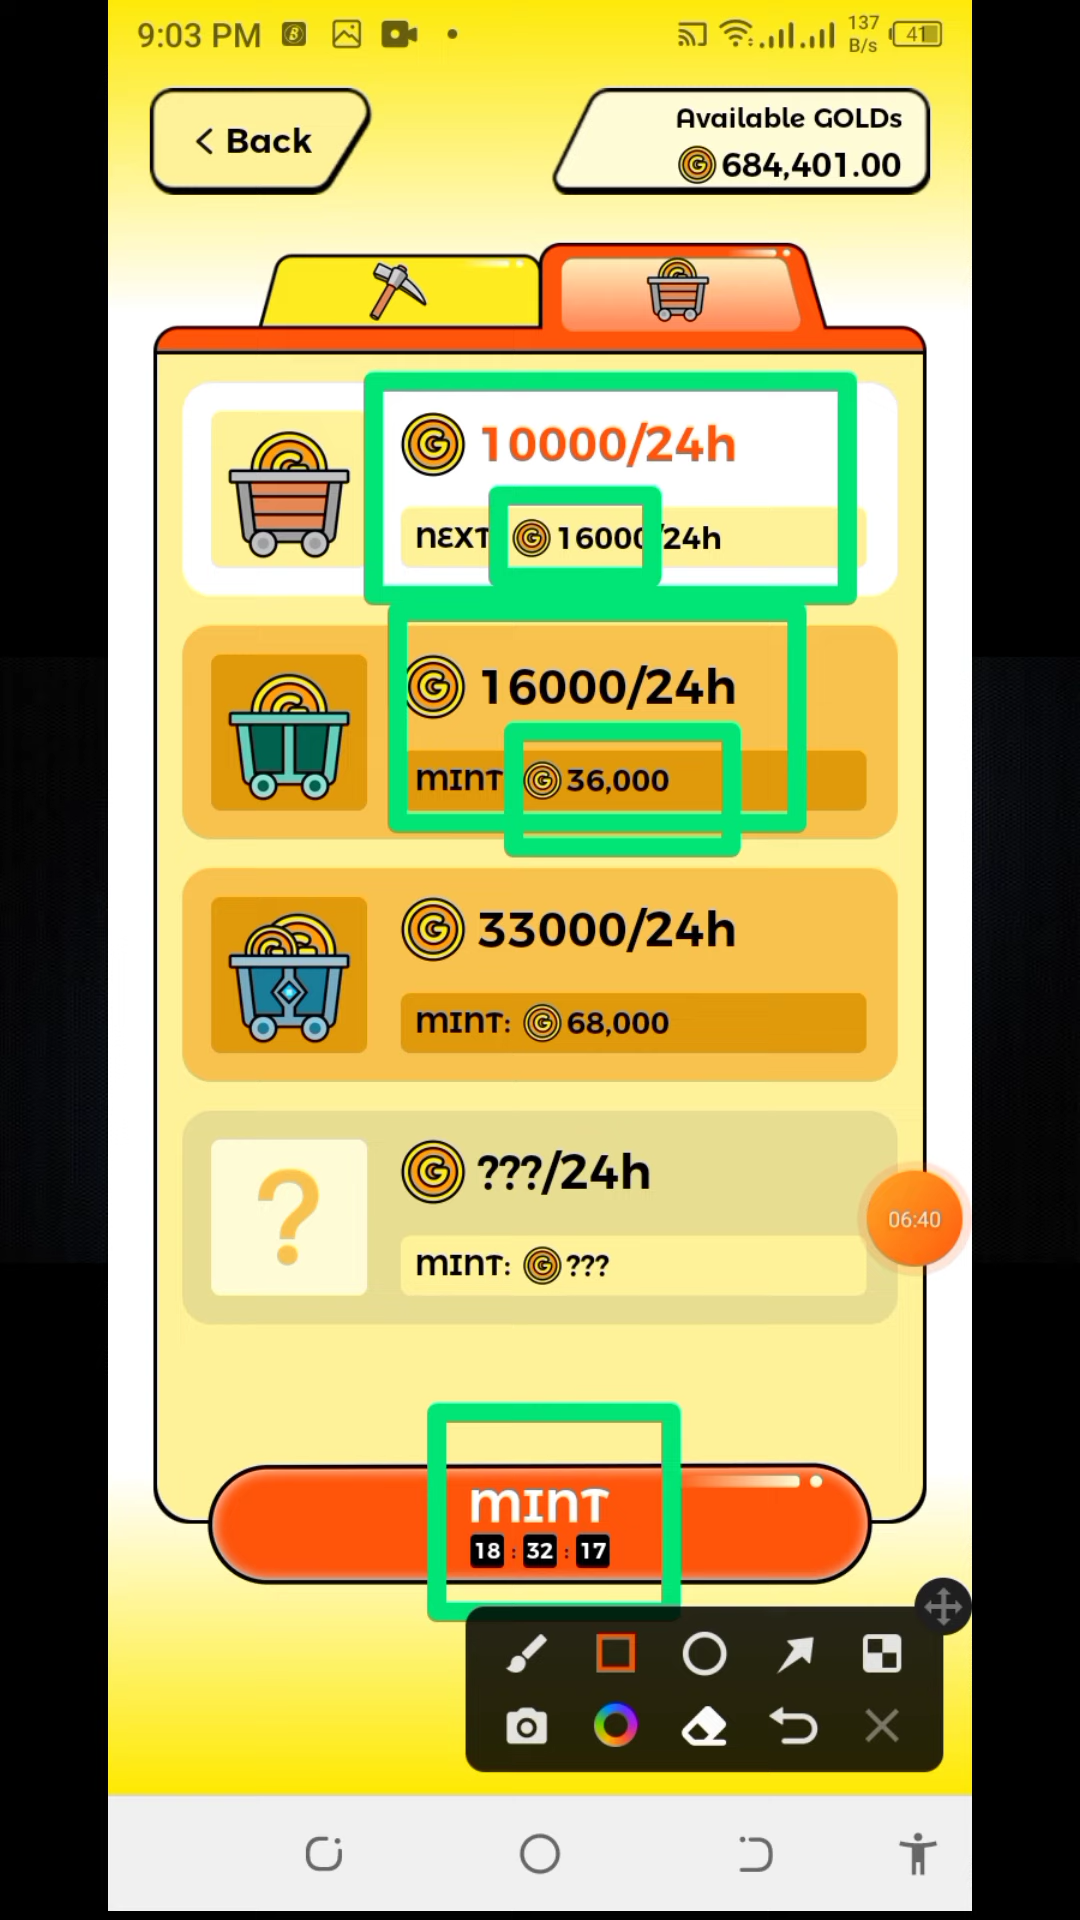 9:03 PM
137
B/s
41
Back
Available GOLDs
684,401.00
10000/24h
NEXT 16000/24h
16000/24h
MINT 36,000
33000/24h
MINT: 68,000
?
???/24h
MINT: ???
06:40
MINT
18 : 32 : 17